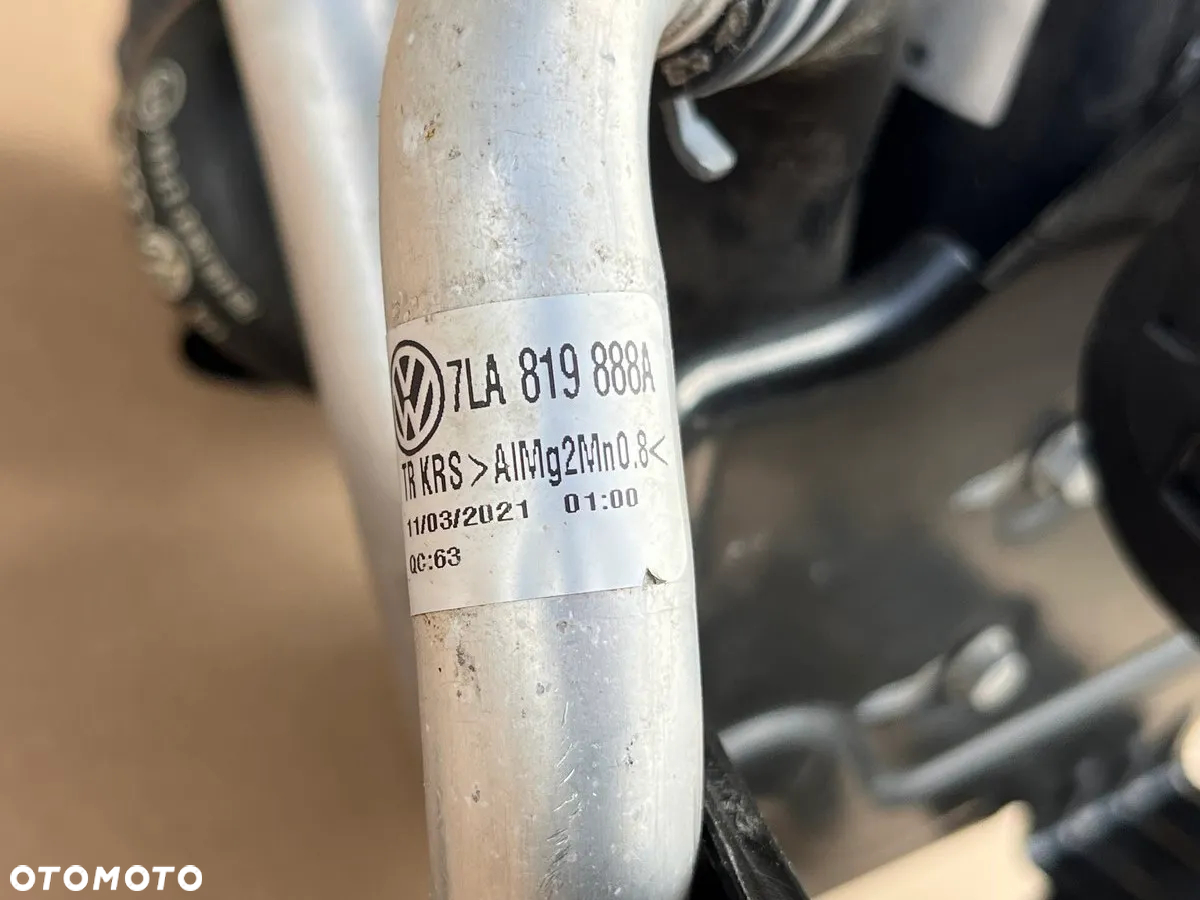 7LA 819 888A
TR KRS >AlMg2Mn0.8<
11/03/2021 01:00
QC:63
OTOMOTO